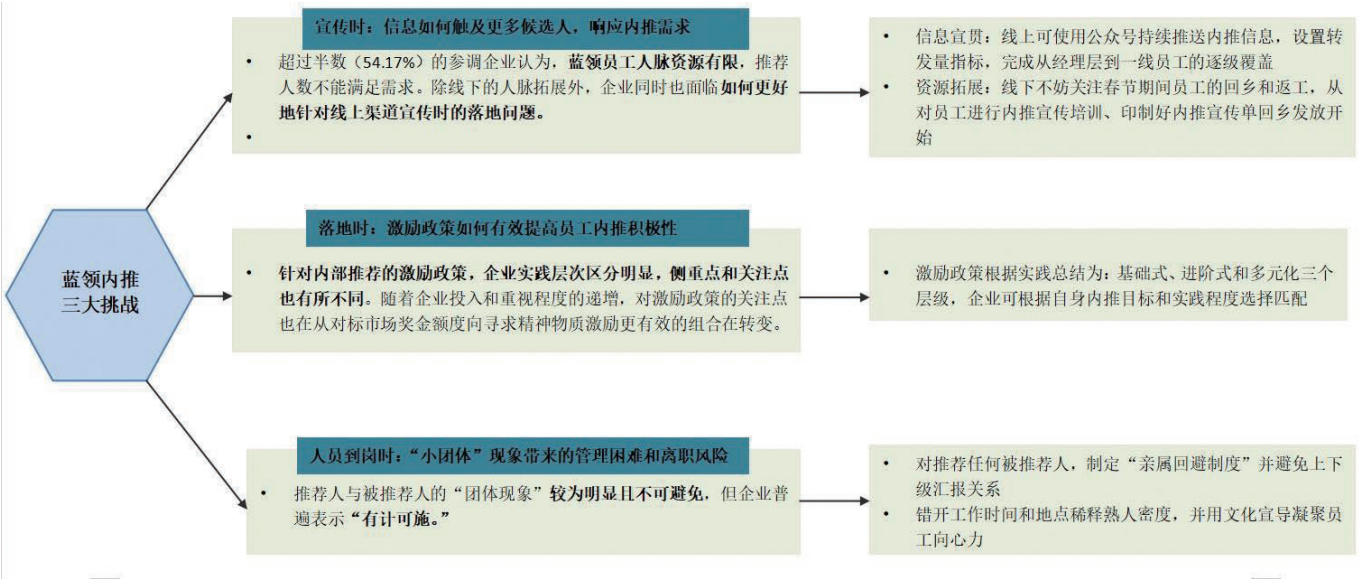 蓝领内推
三大挑战
宣传时：信息如何触及更多候选人，响应内推需求
• 超过半数（54.17%）的参调企业认为，蓝领员工人脉资源有限，推荐
人数不能满足需求。除线下的人脉拓展外，企业同时也面临如何更好
地针对线上渠道宣传时的落地问题。
•
• 信息宣贯：线上可使用公众号持续推送内推信息，设置转
发量指标，完成从经理层到一线员工的逐级覆盖
• 资源拓展：线下不妨关注春节期间员工的回乡和返工，从
对员工进行内推宣传培训、印制好内推宣传单回乡发放开
始
落地时：激励政策如何有效提高员工内推积极性
• 针对内部推荐的激励政策，企业实践层次区分明显，侧重点和关注点
也有所不同。随着企业投入和重视程度的递增，对激励政策的关注点
也在从对标市场奖金额度向寻求精神物质激励更有效的组合在转变。
• 激励政策根据实践总结为：基础式、进阶式和多元化三个
层级，企业可根据自身内推目标和实践程度选择匹配
人员到岗时：“小团体”现象带来的管理困难和离职风险
• 推荐人与被推荐人的“团体现象”较为明显且不可避免，但企业普
遍表示“有计可施。”
• 对推荐任何被推荐人，制定“亲属回避制度”并避免上下
级汇报关系
• 错开工作时间和地点稀释熟人密度，并用文化宣导凝聚员
工向心力